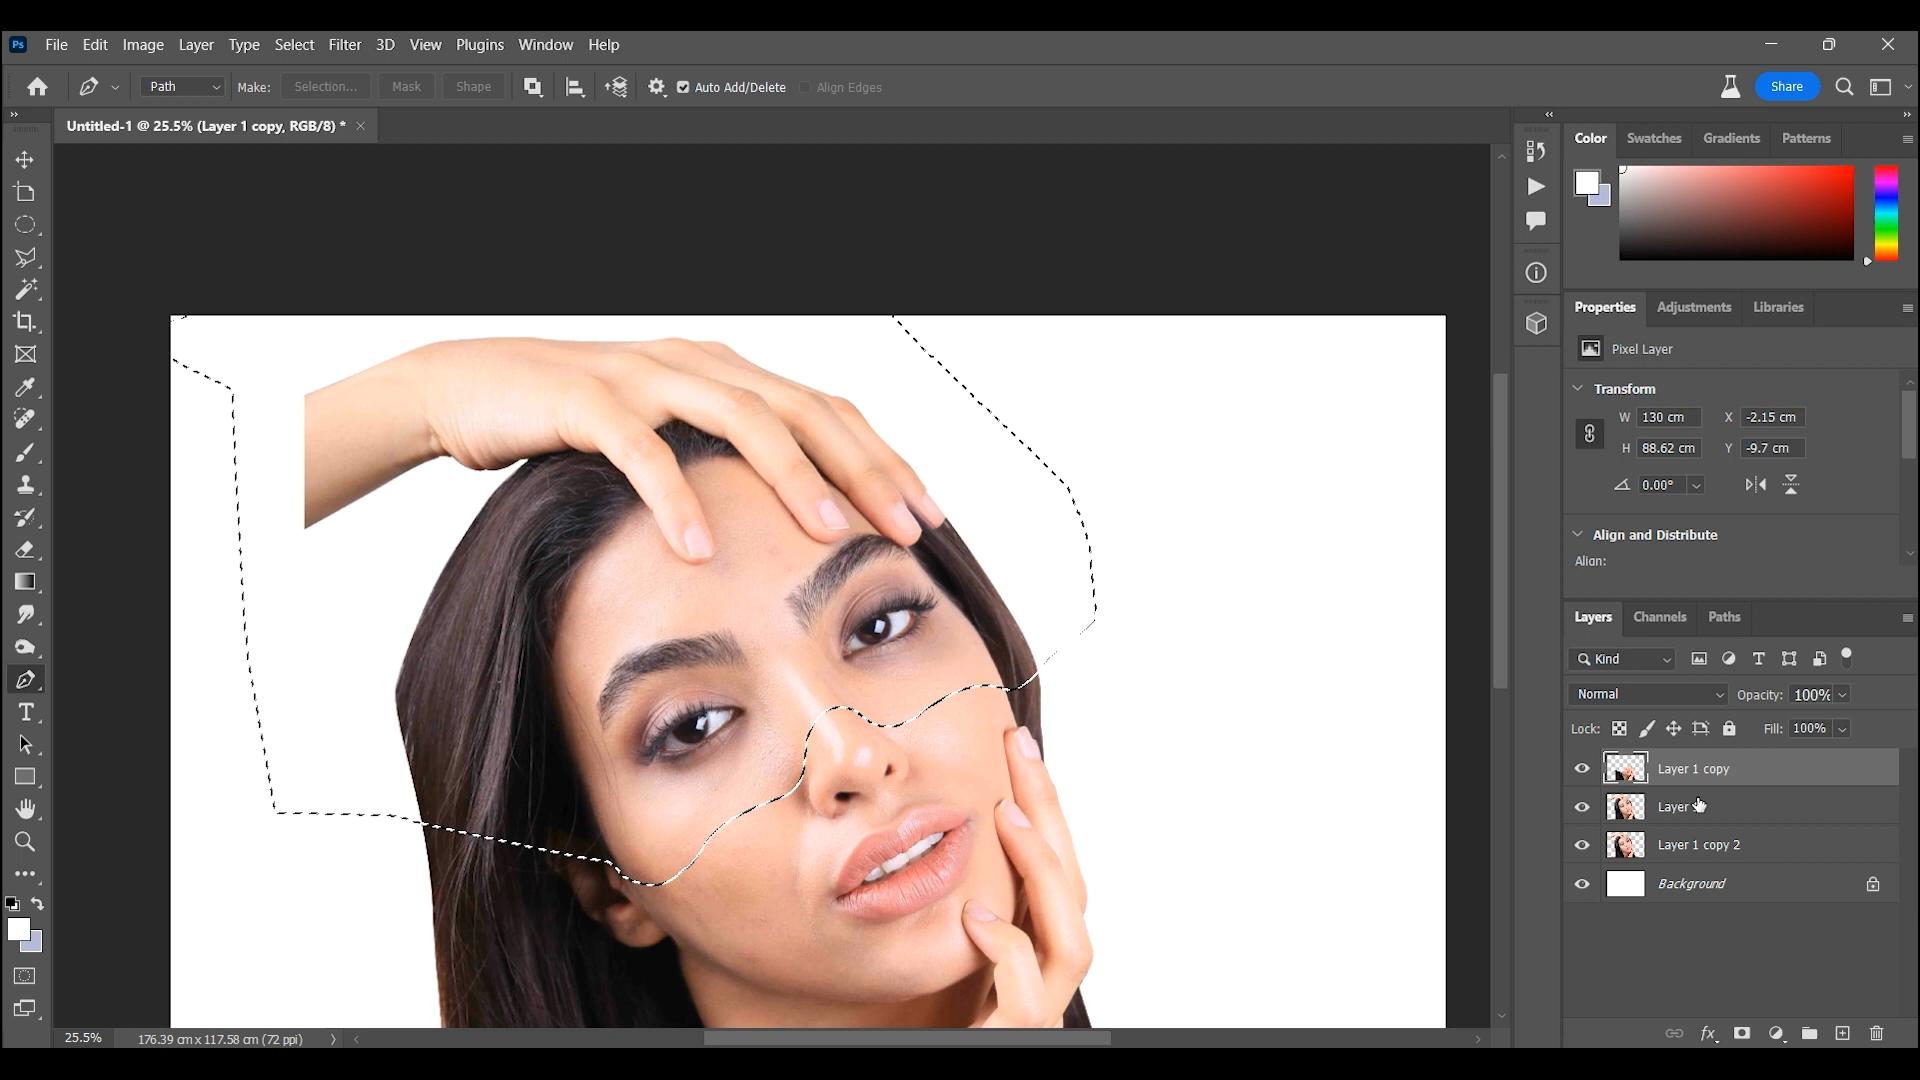 Ps File Edit Image Layer Type Select Filter 3D View Plugins Window Help
Path Make: Selection... Mask Shape Auto Add/Delete Align Edges Share
Untitled-1 @ 25.5% (Layer 1 copy, RGB/8) *
Color Swatches Gradients Patterns
Properties Adjustments Libraries
Pixel Layer
Transform
W 130 cm X -2.15 cm
H 88.62 cm Y -9.7 cm
0.00°
Align and Distribute
Align:
Layers Channels Paths
Kind
Normal Opacity: 100%
Lock: Fill: 100%
Layer 1 copy
Layer
Layer 1 copy 2
Background
fx
25.5% 176.39 cm x 117.58 cm (72 ppi)